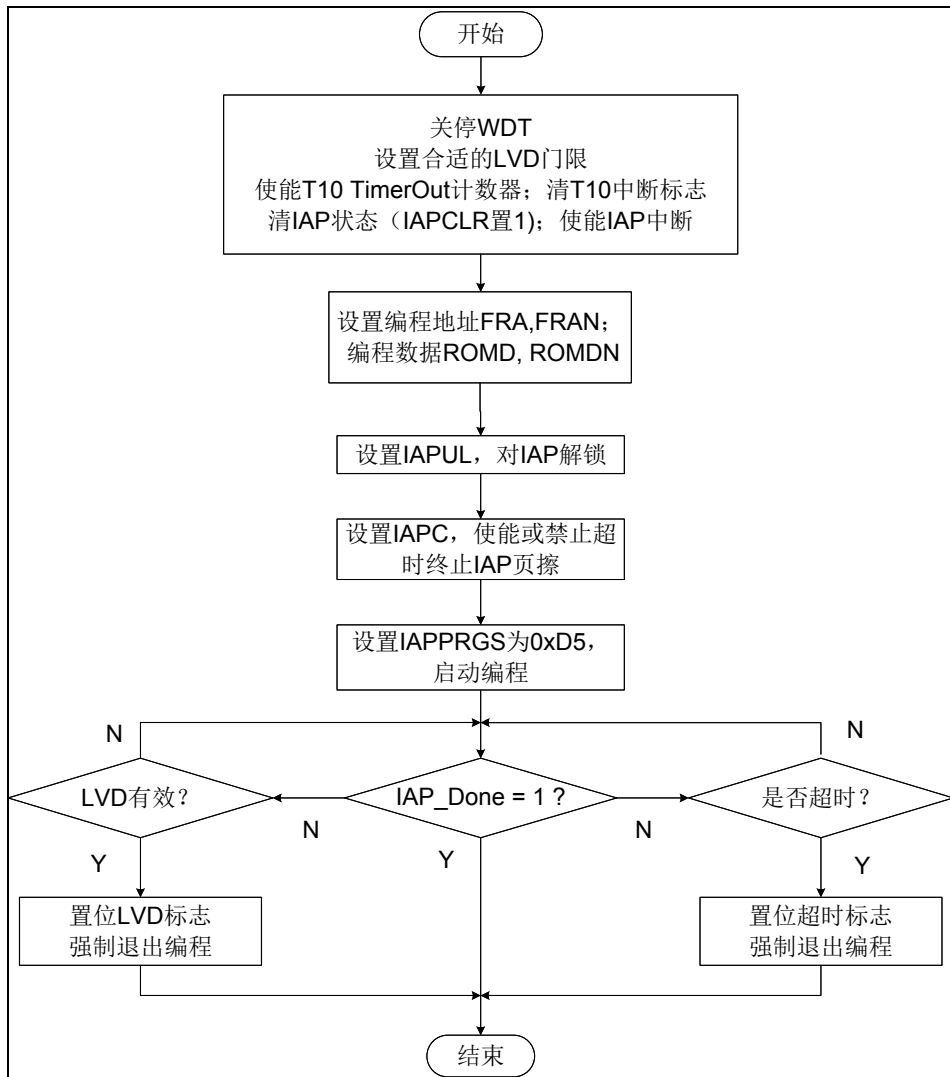 开始
关停WDT
设置合适的LVD门限
使能T10 TimerOut计数器；清T10中断标志
清IAP状态（IAPCLR置1)；使能IAP中断
设置编程地址FRA,FRAN；
编程数据ROMD, ROMDN
设置IAPUL，对IAP解锁
设置IAPC，使能或禁止超
时终止IAP页擦
设置IAPPRGS为0xD5，
启动编程
N
N
LVD有效？
IAP_Done = 1 ?
是否超时？
N
N
Y
Y
Y
置位LVD标志
强制退出编程
置位超时标志
强制退出编程
结束